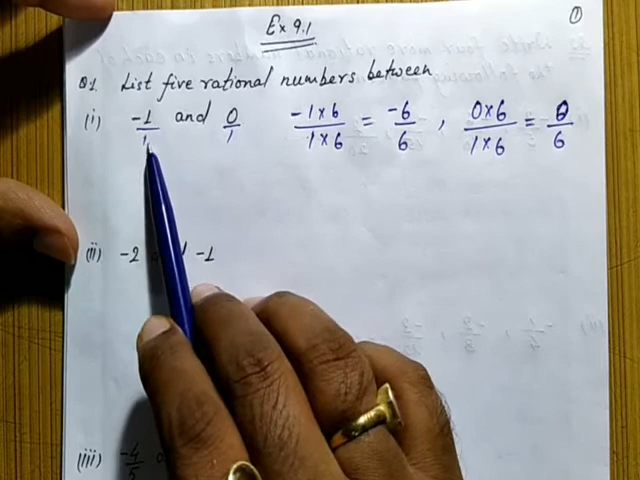 Ex 9.1
①
Q.1 List five rational numbers between
(i) -1/1 and 0/1 -1×6/1×6 = -6/6 , 0×6/1×6 = 0/6
(ii) -2 -1
(iii) -4/5